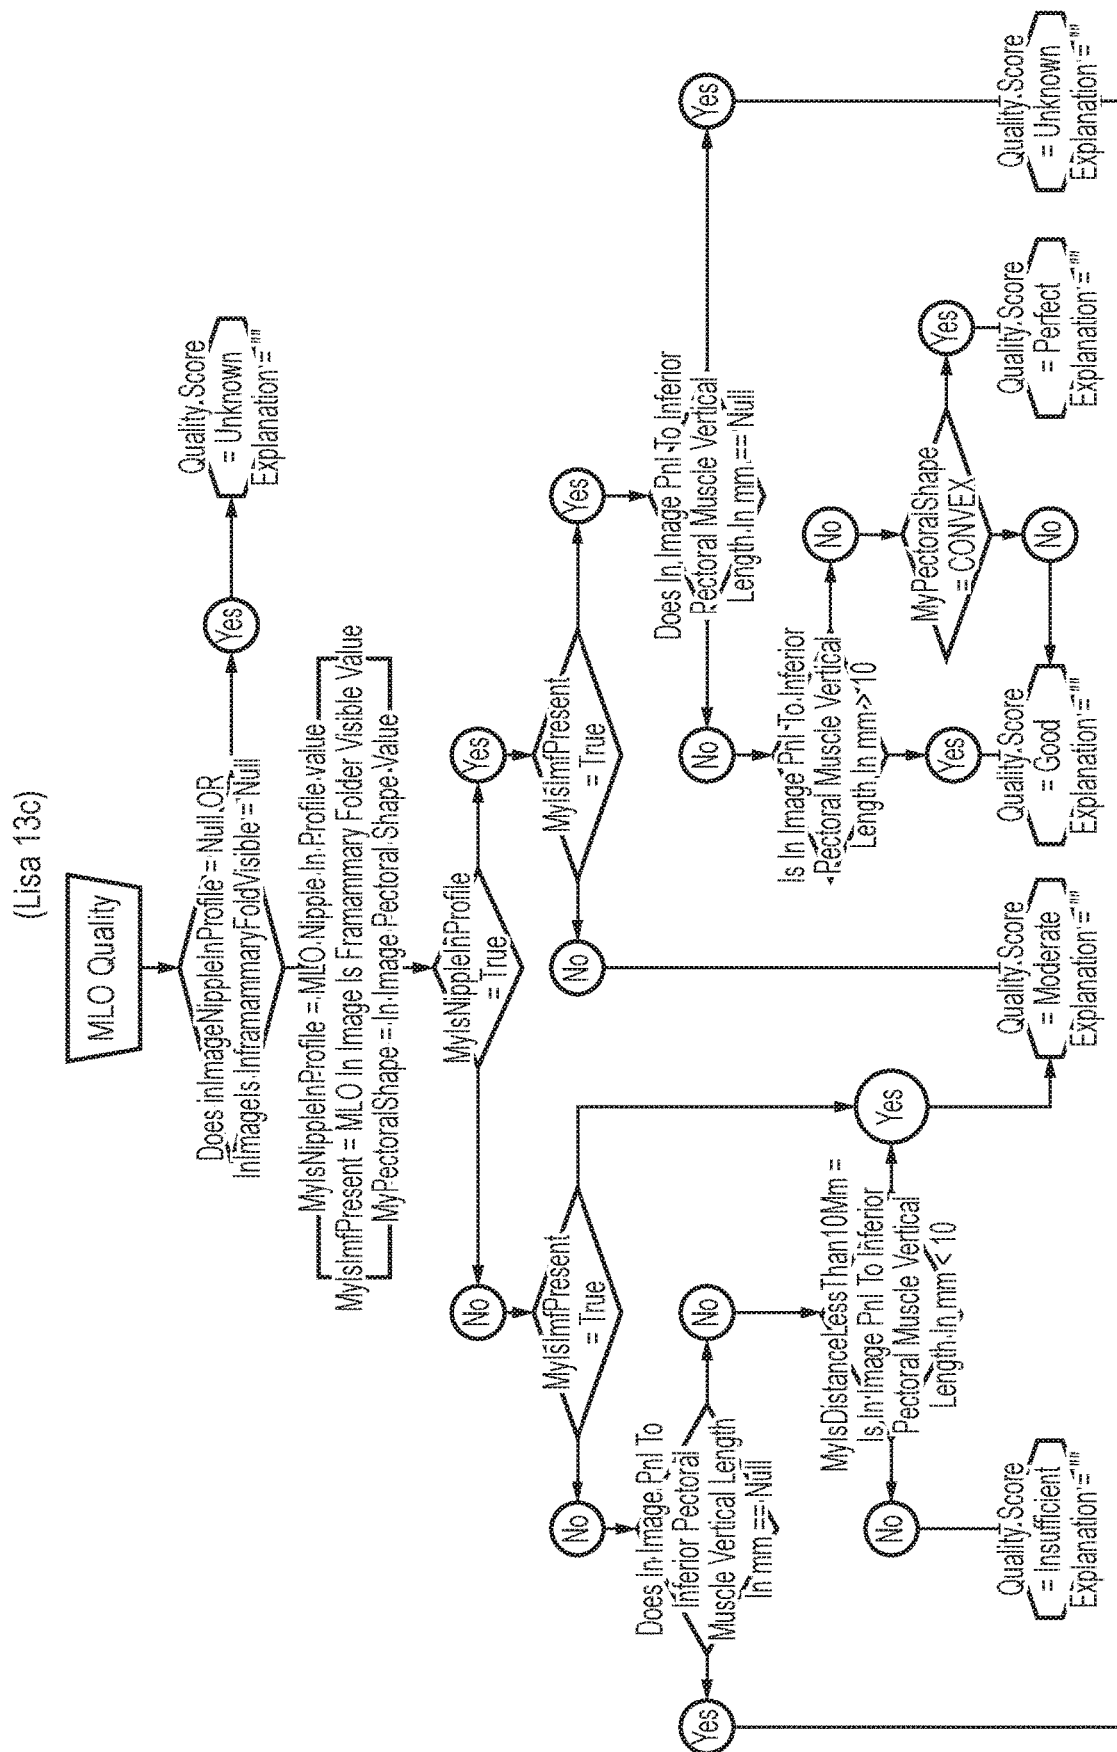 (Lisa 13c)
MLO Quality
Does inImageNippleInProfile = Null OR
InImageIs InframammaryFoldVisible = Null
Yes
Quality.Score
= Unknown
Explanation = ""
MyIsNippleInProfile = MLO Nipple In Profile value
MyIsImfPresent = MLO In Image Is Framammary Folder Visible Value
MyPectoralShape = In Image Pectoral Shape Value
MyIsNippleInProfile
= True
No
Yes
MyIsImfPresent
= True
MyIsImfPresent
= True
No
No
Yes
Does In Image Pnl To
Inferior Pectoral
Muscle Vertical Length
In mm == Null
Does In Image Pnl To Inferior
Pectoral Muscle Vertical
Length In mm == Null
Yes
No
No
Yes
MyIsDistanceLessThan10Mm =
Is In Image Pnl To Inferior
Pectoral Muscle Vertical
Length In mm < 10
Is In Image Pnl To Inferior
Pectoral Muscle Vertical
Length In mm > 10
No
No
Yes
MyPectoralShape
= CONVEX
Yes
Yes
No
Quality.Score
= Insufficient
Explanation = ""
Quality.Score
= Moderate
Explanation = ""
Quality.Score
= Good
Explanation = ""
Quality.Score
= Perfect
Explanation = ""
Quality.Score
= Unknown
Explanation = ""